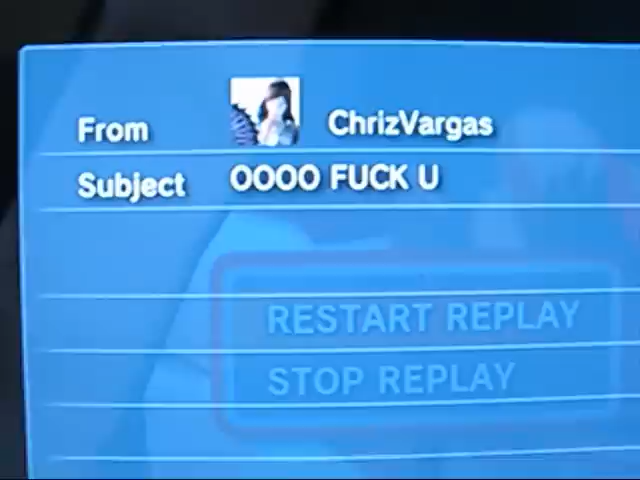 From ChrizVargas
Subject OOOO FUCK U
RESTART REPLAY
STOP REPLAY